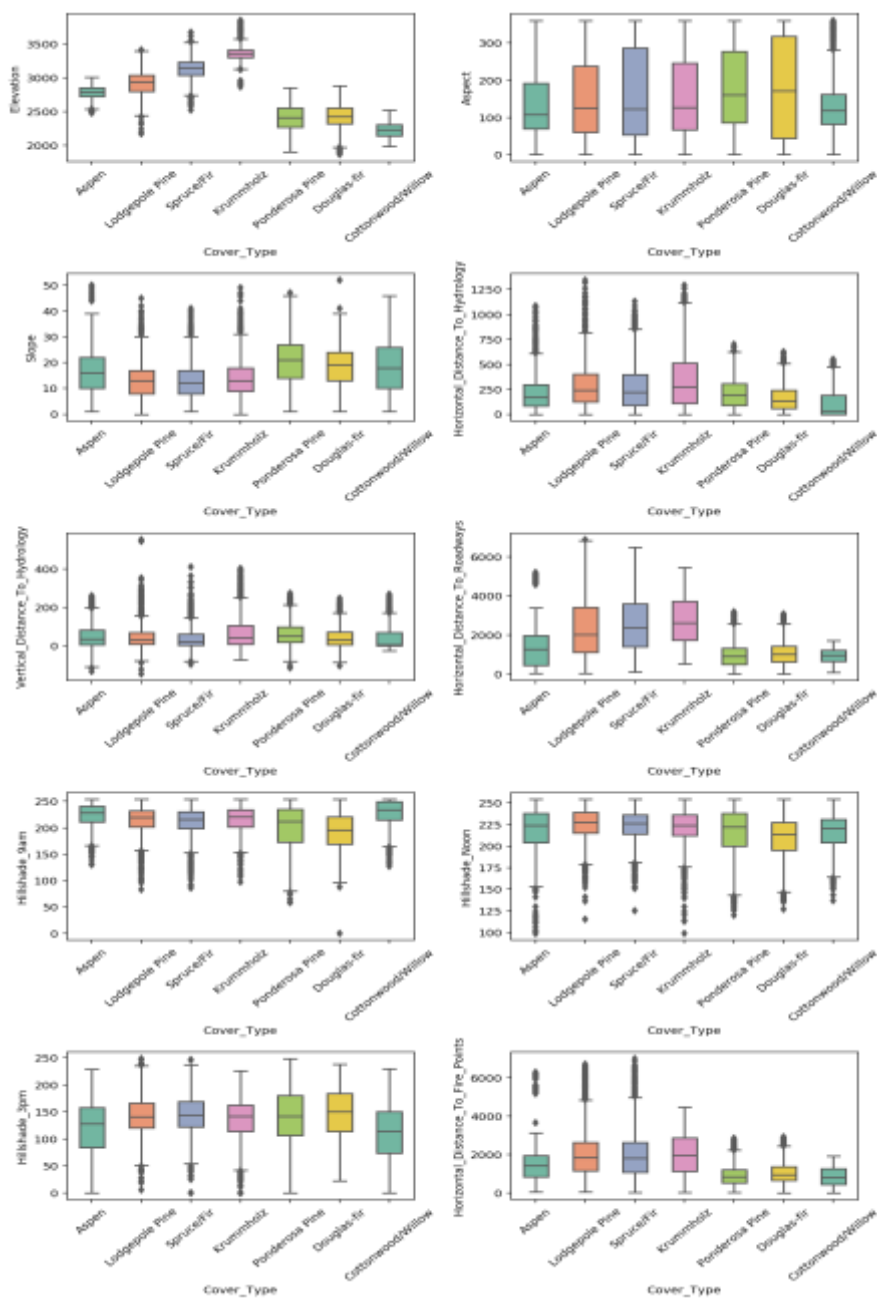 Elevation
3500
3000
2500
2000
Aspen
Lodgepole Pine
Spruce/Fir
Krummholz
Ponderosa Pine
Douglas-fir
Cottonwood/Willow
Cover_Type
Aspect
300
200
100
0
Aspen
Lodgepole Pine
Spruce/Fir
Krummholz
Ponderosa Pine
Douglas-fir
Cottonwood/Willow
Cover_Type
Slope
50
40
30
20
10
0
Aspen
Lodgepole Pine
Spruce/Fir
Krummholz
Ponderosa Pine
Douglas-fir
Cottonwood/Willow
Cover_Type
Horizontal_Distance_To_Hydrology
1250
1000
750
500
250
0
Aspen
Lodgepole Pine
Spruce/Fir
Krummholz
Ponderosa Pine
Douglas-fir
Cottonwood/Willow
Cover_Type
Vertical_Distance_To_Hydrology
400
200
0
Aspen
Lodgepole Pine
Spruce/Fir
Krummholz
Ponderosa Pine
Douglas-fir
Cottonwood/Willow
Cover_Type
Horizontal_Distance_To_Roadways
6000
4000
2000
0
Aspen
Lodgepole Pine
Spruce/Fir
Krummholz
Ponderosa Pine
Douglas-fir
Cottonwood/Willow
Cover_Type
Hillshade_9am
250
200
150
100
50
0
Aspen
Lodgepole Pine
Spruce/Fir
Krummholz
Ponderosa Pine
Douglas-fir
Cottonwood/Willow
Cover_Type
Hillshade_Noon
250
225
200
175
150
125
100
Aspen
Lodgepole Pine
Spruce/Fir
Krummholz
Ponderosa Pine
Douglas-fir
Cottonwood/Willow
Cover_Type
Hillshade_3pm
250
200
150
100
50
0
Aspen
Lodgepole Pine
Spruce/Fir
Krummholz
Ponderosa Pine
Douglas-fir
Cottonwood/Willow
Cover_Type
Horizontal_Distance_To_Fire_Points
6000
4000
2000
0
Aspen
Lodgepole Pine
Spruce/Fir
Krummholz
Ponderosa Pine
Douglas-fir
Cottonwood/Willow
Cover_Type